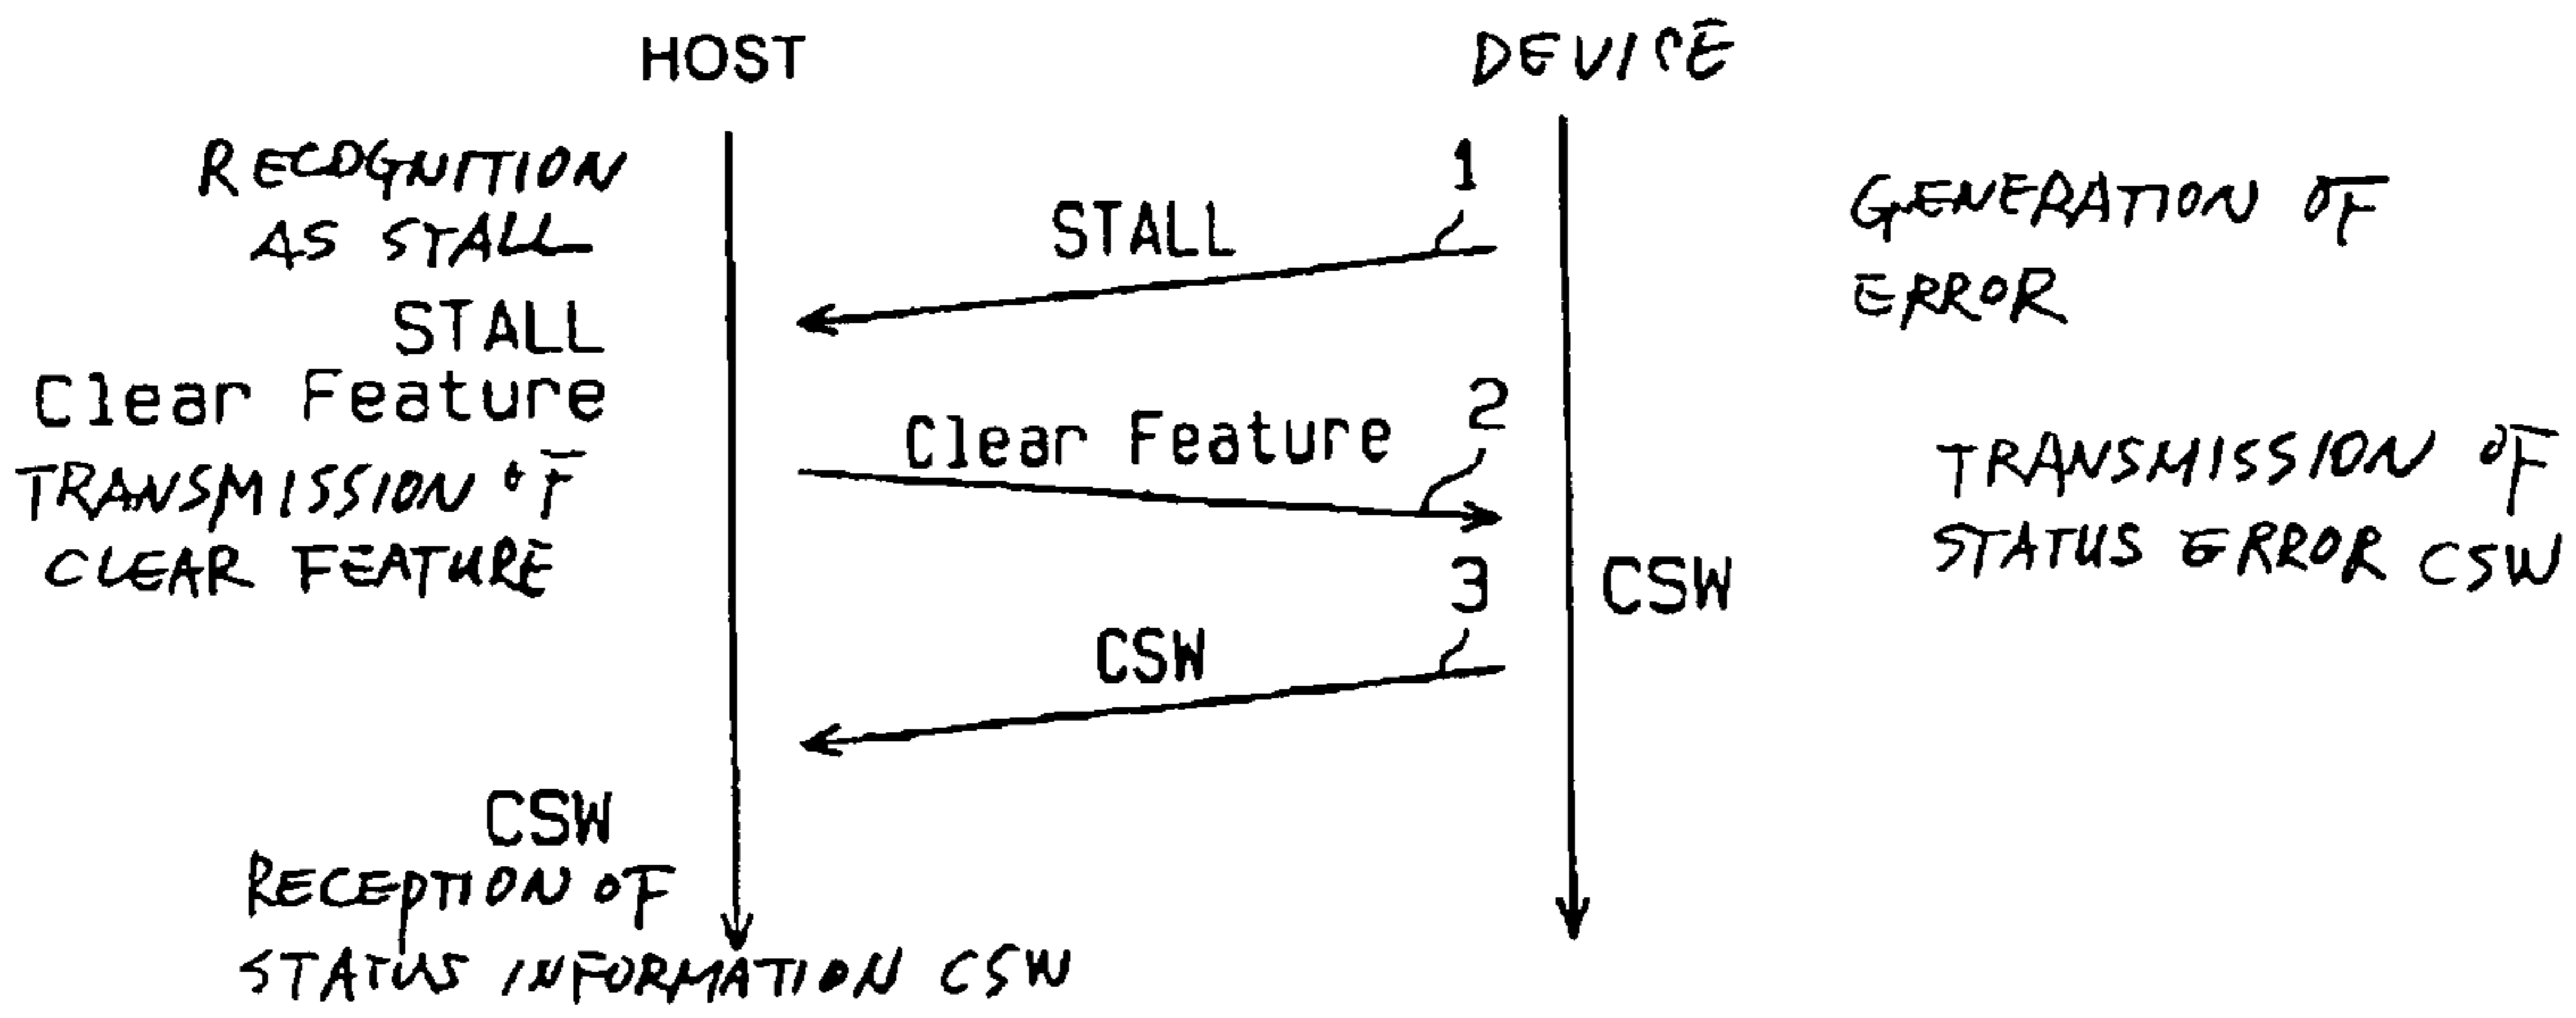 HOST
DEVICE
RECOGNITION
AS STALL
STALL
Clear Feature
TRANSMISSION OF
CLEAR FEATURE
1
STALL
2
Clear Feature
3
CSW
GENERATION OF
ERROR
TRANSMISSION OF
STATUS ERROR CSW
CSW
CSW
RECEPTION OF
STATUS INFORMATION CSW